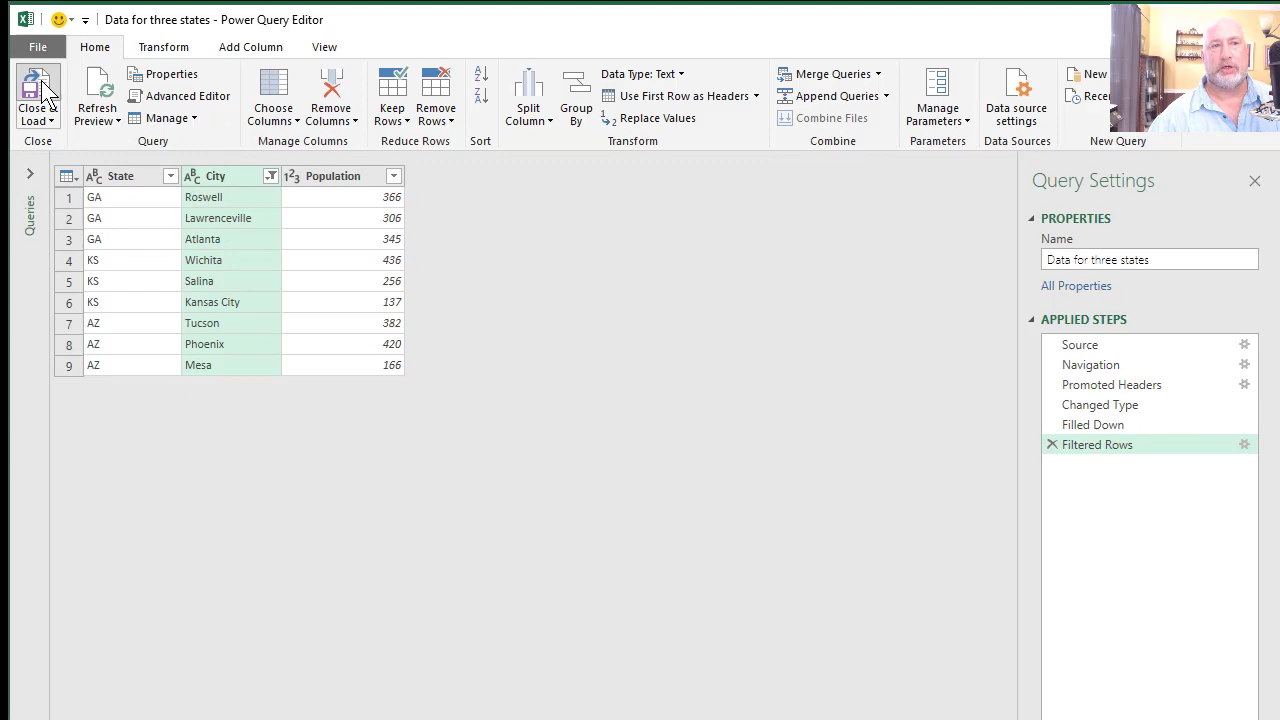 Data for three states - Power Query Editor
File Home Transform Add Column View
Close &
Load
Close
Refresh
Preview
Properties
Advanced Editor
Manage
Query
Choose
Columns
Remove
Columns
Manage Columns
Keep
Rows
Remove
Rows
Reduce Rows
Sort
Split
Column
Group
By
Data Type: Text
Use First Row as Headers
Replace Values
Transform
Merge Queries
Append Queries
Combine Files
Combine
Manage
Parameters
Parameters
Data source
settings
Data Sources
New
New Query
Queries
State City 123 Population
1 GA Roswell 366
2 GA Lawrenceville 306
3 GA Atlanta 345
4 KS Wichita 436
5 KS Salina 256
6 KS Kansas City 137
7 AZ Tucson 382
8 AZ Phoenix 420
9 AZ Mesa 166
Query Settings
PROPERTIES
Name
Data for three states
All Properties
APPLIED STEPS
Source
Navigation
Promoted Headers
Changed Type
Filled Down
Filtered Rows